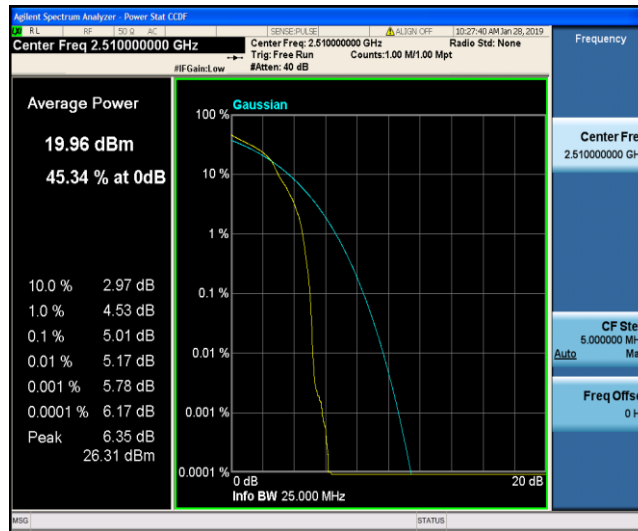 Agilent Spectrum Analyzer - Power Stat CCDF
RL RF 50 Ω AC SENSE:PULSE ALIGN OFF 10:27:40 AM Jan 28, 2019
Center Freq 2.510000000 GHz
Center Freq: 2.510000000 GHz Radio Std: None
Trig: Free Run Counts:1.00 M/1.00 Mpt
#IFGain:Low #Atten: 40 dB
Frequency
Average Power
19.96 dBm
45.34 % at 0dB
10.0 % 2.97 dB
1.0 % 4.53 dB
0.1 % 5.01 dB
0.01 % 5.17 dB
0.001 % 5.78 dB
0.0001 % 6.17 dB
Peak 6.35 dB
26.31 dBm
Gaussian
100 %
10 %
1 %
0.1 %
0.01 %
0.001 %
0.0001 %
0 dB 20 dB
Info BW 25.000 MHz
Center Fre
2.510000000 GH
CF Ste
5.000000 MH
Auto Ma
Freq Offs
0 H
MSG STATUS